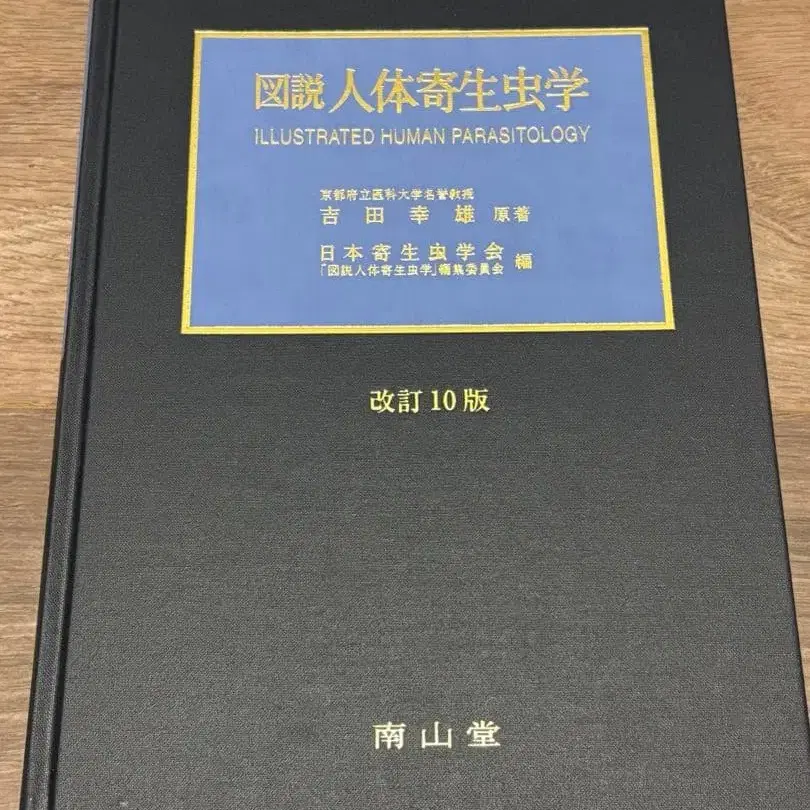 図説 人体寄生虫学
ILLUSTRATED HUMAN PARASITOLOGY
京都府立医科大学名誉教授
吉田幸雄 原著
日本寄生虫学会
「図説人体寄生虫学」編集委員会 編
改訂10版
南山堂